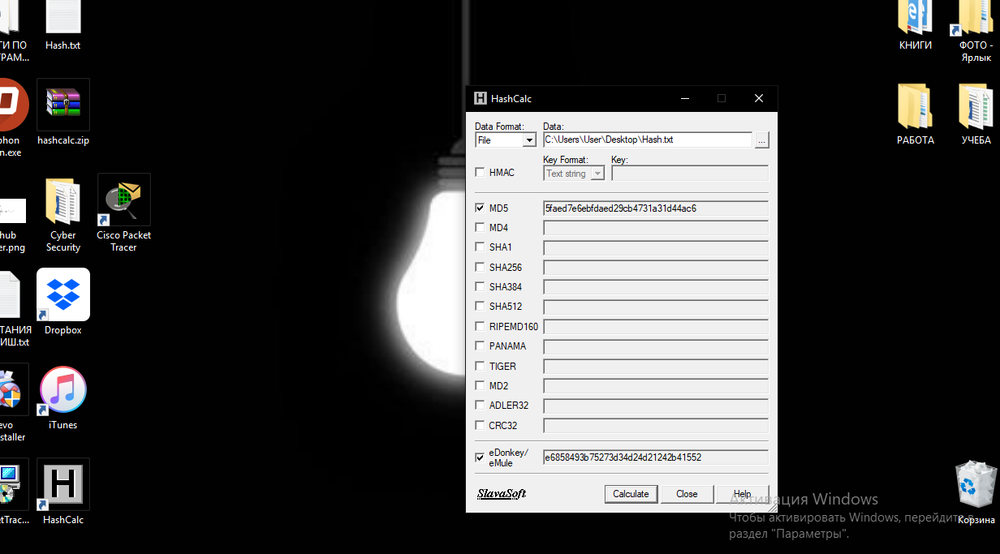 ГИ ПО
ГРАМ...
Hash.txt
phon
n.exe
hashcalc.zip
hub
er.png
Cyber
Security
Cisco Packet
Tracer
ТАНИЯ
ИШ.txt
Dropbox
evo
staller
iTunes
etTrac...
HashCalc
HashCalc
Data Format:
Data:
File
C:\Users\User\Desktop\Hash.txt
...
Key Format:
Key:
HMAC
Text string
MD5
5faed7e6ebfdaed29cb4731a31d44ac6
MD4
SHA1
SHA256
SHA384
SHA512
RIPEMD160
PANAMA
TIGER
MD2
ADLER32
CRC32
eDonkey/
eMule
e6858493b75273d34d24d21242b41552
SlavaSoft
Calculate
Close
Help
КНИГИ
ФОТО -
Ярлык
РАБОТА
УЧЕБА
Корзина
Активация Windows
Чтобы активировать Windows, перейдите в
раздел "Параметры".